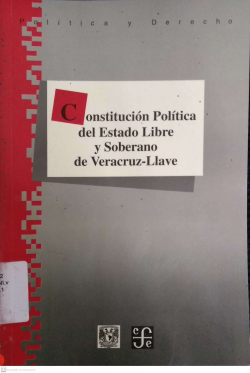 Política y Derecho
Constitución Política
del Estado Libre
y Soberano
de Veracruz-Llave